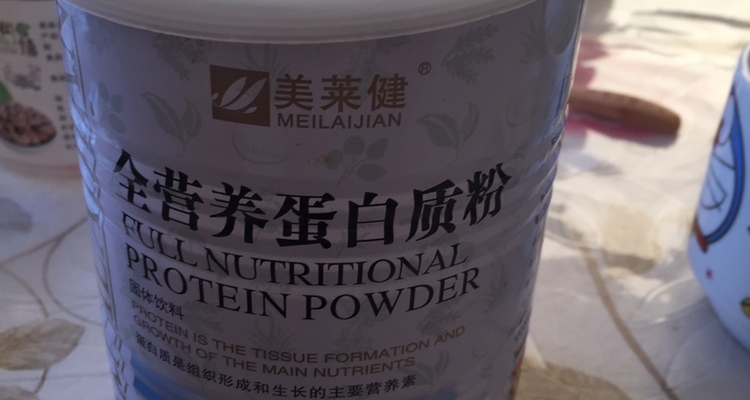 美莱健®
MEILAIJIAN
全营养蛋白质粉
FULL NUTRITIONAL
PROTEIN POWDER
固体饮料
PROTEIN IS THE TISSUE FORMATION AND
GROWTH OF THE MAIN NUTRIENTS
蛋白质是组织形成和生长的主要营养素